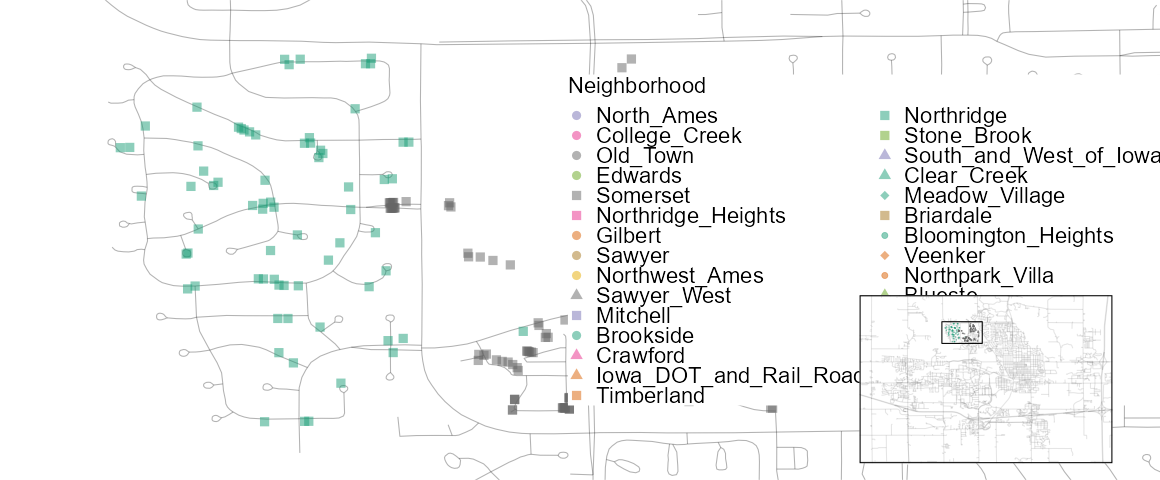 Neighborhood
North_Ames
College_Creek
Old_Town
Edwards
Somerset
Northridge_Heights
Gilbert
Sawyer
Northwest_Ames
Sawyer_West
Mitchell
Brookside
Crawford
Iowa_DOT_and_Rail_Road
Timberland
Northridge
Stone_Brook
South_and_West_of_Iowa
Clear_Creek
Meadow_Village
Briardale
Bloomington_Heights
Veenker
Northpark_Villa
Blueste